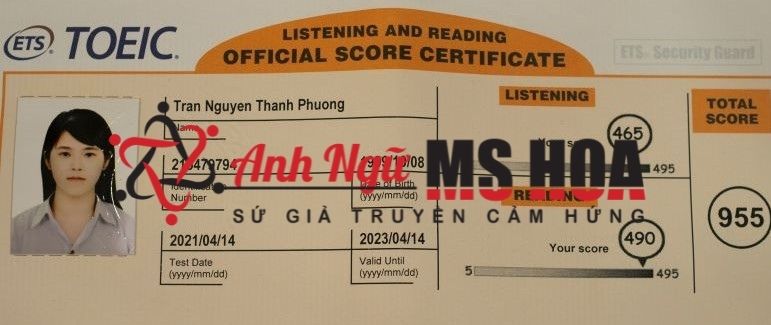 ETS TOEIC
LISTENING AND READING
OFFICIAL SCORE CERTIFICATE
ETS Security Guard
Tran Nguyen Thanh Phuong
Name
LISTENING
Your
465
495
TOTAL
SCORE
Number
Date of Birth
(yyyy/mm/dd)
Anh Ngữ MS HOA
SỨ GIẢ TRUYỀN CẢM HỨNG
READING
955
2021/04/14
2023/04/14
490
Test Date
(yyyy/mm/dd)
Valid Until
(yyyy/mm/dd)
Your score
5
495